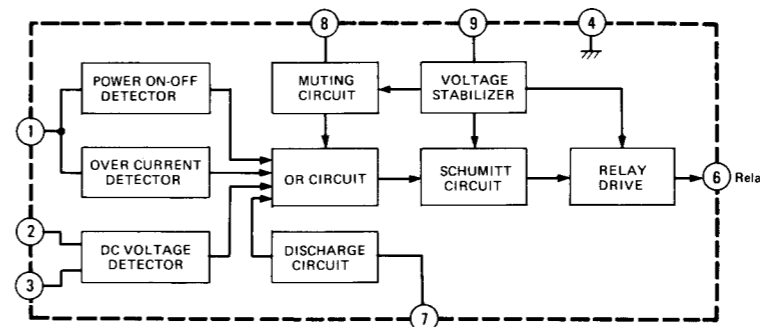 8
9
4
POWER ON-OFF
DETECTOR
MUTING
CIRCUIT
VOLTAGE
STABILIZER
1
OVER CURRENT
DETECTOR
OR CIRCUIT
SCHUMITT
CIRCUIT
RELAY
DRIVE
6 Rela
2
DC VOLTAGE
DETECTOR
DISCHARGE
CIRCUIT
3
7